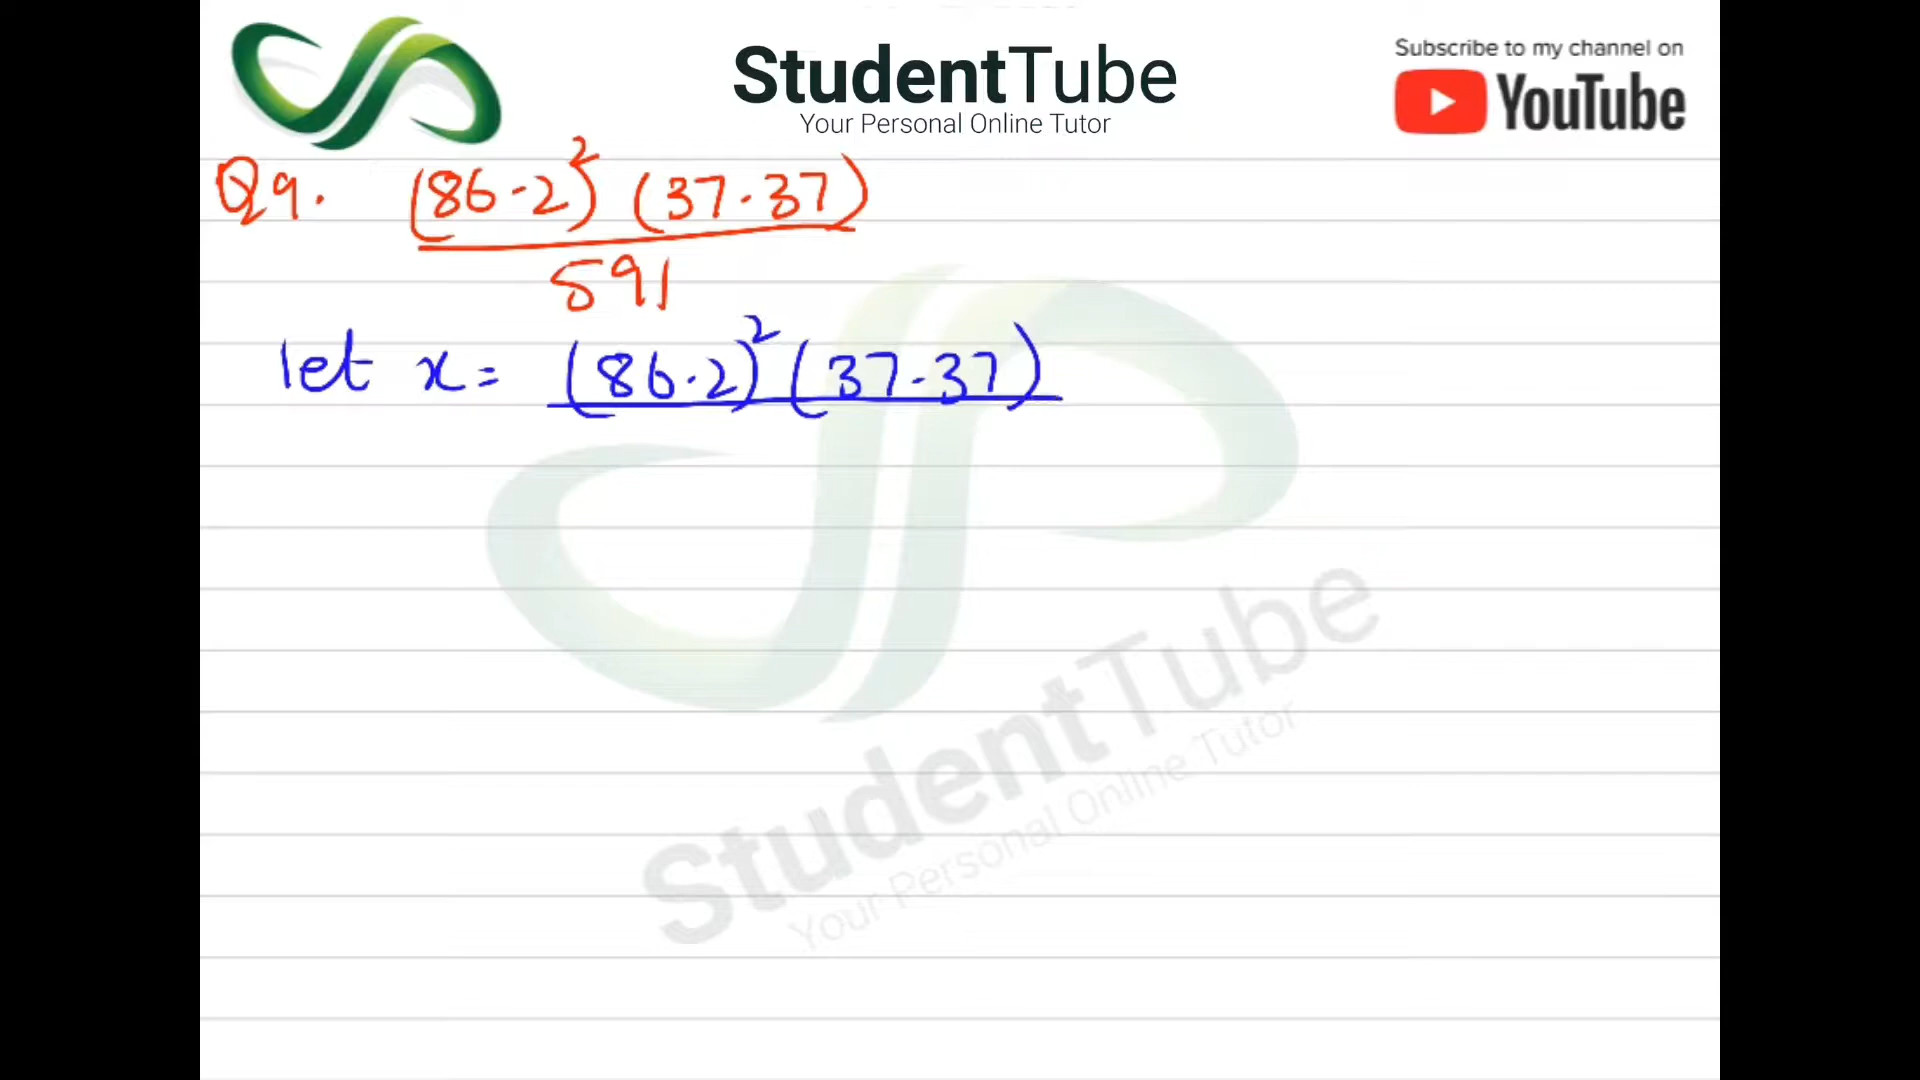 StudentTube
Your Personal Online Tutor
Subscribe to my channel on
YouTube
Q9. (86.2)² (37.37)
591
let x = (86.2)² (37.37)
StudentTube
Your Personal Online Tutor